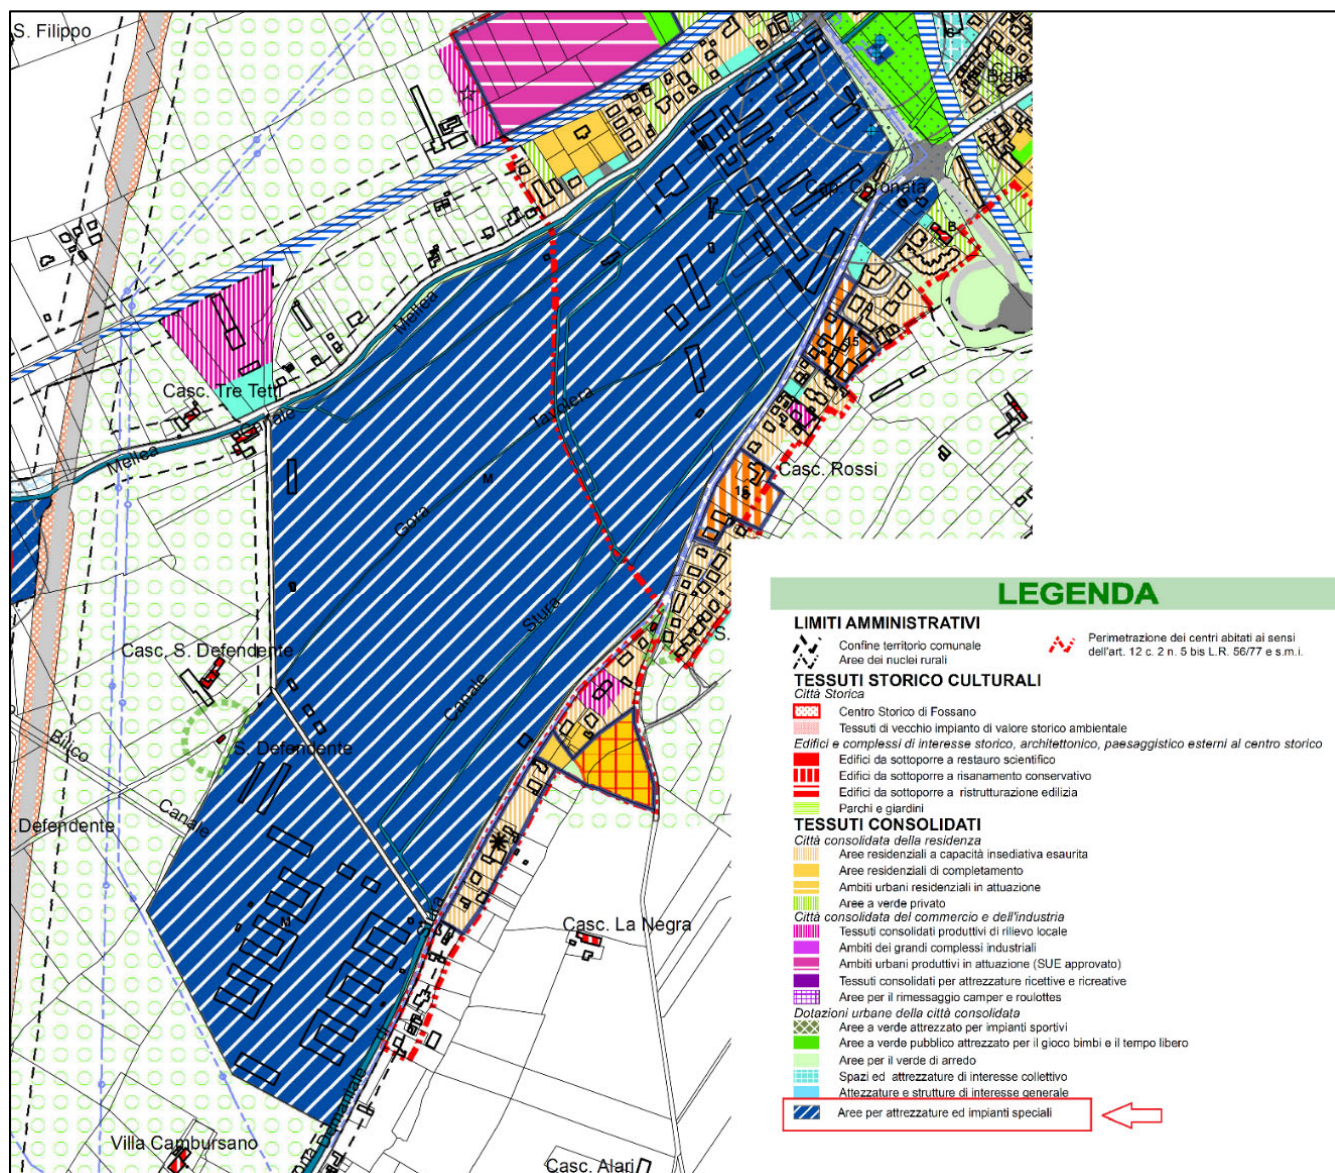 S. Filippo
Cap. Coronata
B
Mellea
15
Casc. Tre Tetti
Canale
Tavolera
Mellea
Casc. Rossi
M
16
Gora
Stura
S.
Casc. S. Defendente
Canale
Bilico
S. Defendente
Canale
Defendente
Stura
Casc. La Negra
M
Villa Cambursano
Casc. Alari
LEGENDA
LIMITI AMMINISTRATIVI
Confine territorio comunale
Aree dei nuclei rurali
Perimetrazione dei centri abitati ai sensi
dell'art. 12 c. 2 n. 5 bis L.R. 56/77 e s.m.i.
TESSUTI STORICO CULTURALI
Città Storica
Centro Storico di Fossano
Tessuti di vecchio impianto di valore storico ambientale
Edifici e complessi di interesse storico, architettonico, paesaggistico esterni al centro storico
Edifici da sottoporre a restauro scientifico
Edifici da sottoporre a risanamento conservativo
Edifici da sottoporre a ristrutturazione edilizia
Parchi e giardini
TESSUTI CONSOLIDATI
Città consolidata della residenza
Aree residenziali a capacità insediativa esaurita
Aree residenziali di completamento
Ambiti urbani residenziali in attuazione
Aree a verde privato
Città consolidata del commercio e dell'industria
Tessuti consolidati produttivi di rilievo locale
Ambiti dei grandi complessi industriali
Ambiti urbani produttivi in attuazione (SUE approvato)
Tessuti consolidati per attrezzature ricettive e ricreative
Aree per il rimessaggio camper e roulottes
Dotazioni urbane della città consolidata
Aree a verde attrezzato per impianti sportivi
Aree a verde pubblico attrezzato per il gioco bimbi e il tempo libero
Aree per il verde di arredo
Spazi ed attrezzature di interesse collettivo
Attezzature e strutture di interesse generale
Aree per attrezzature ed impianti speciali